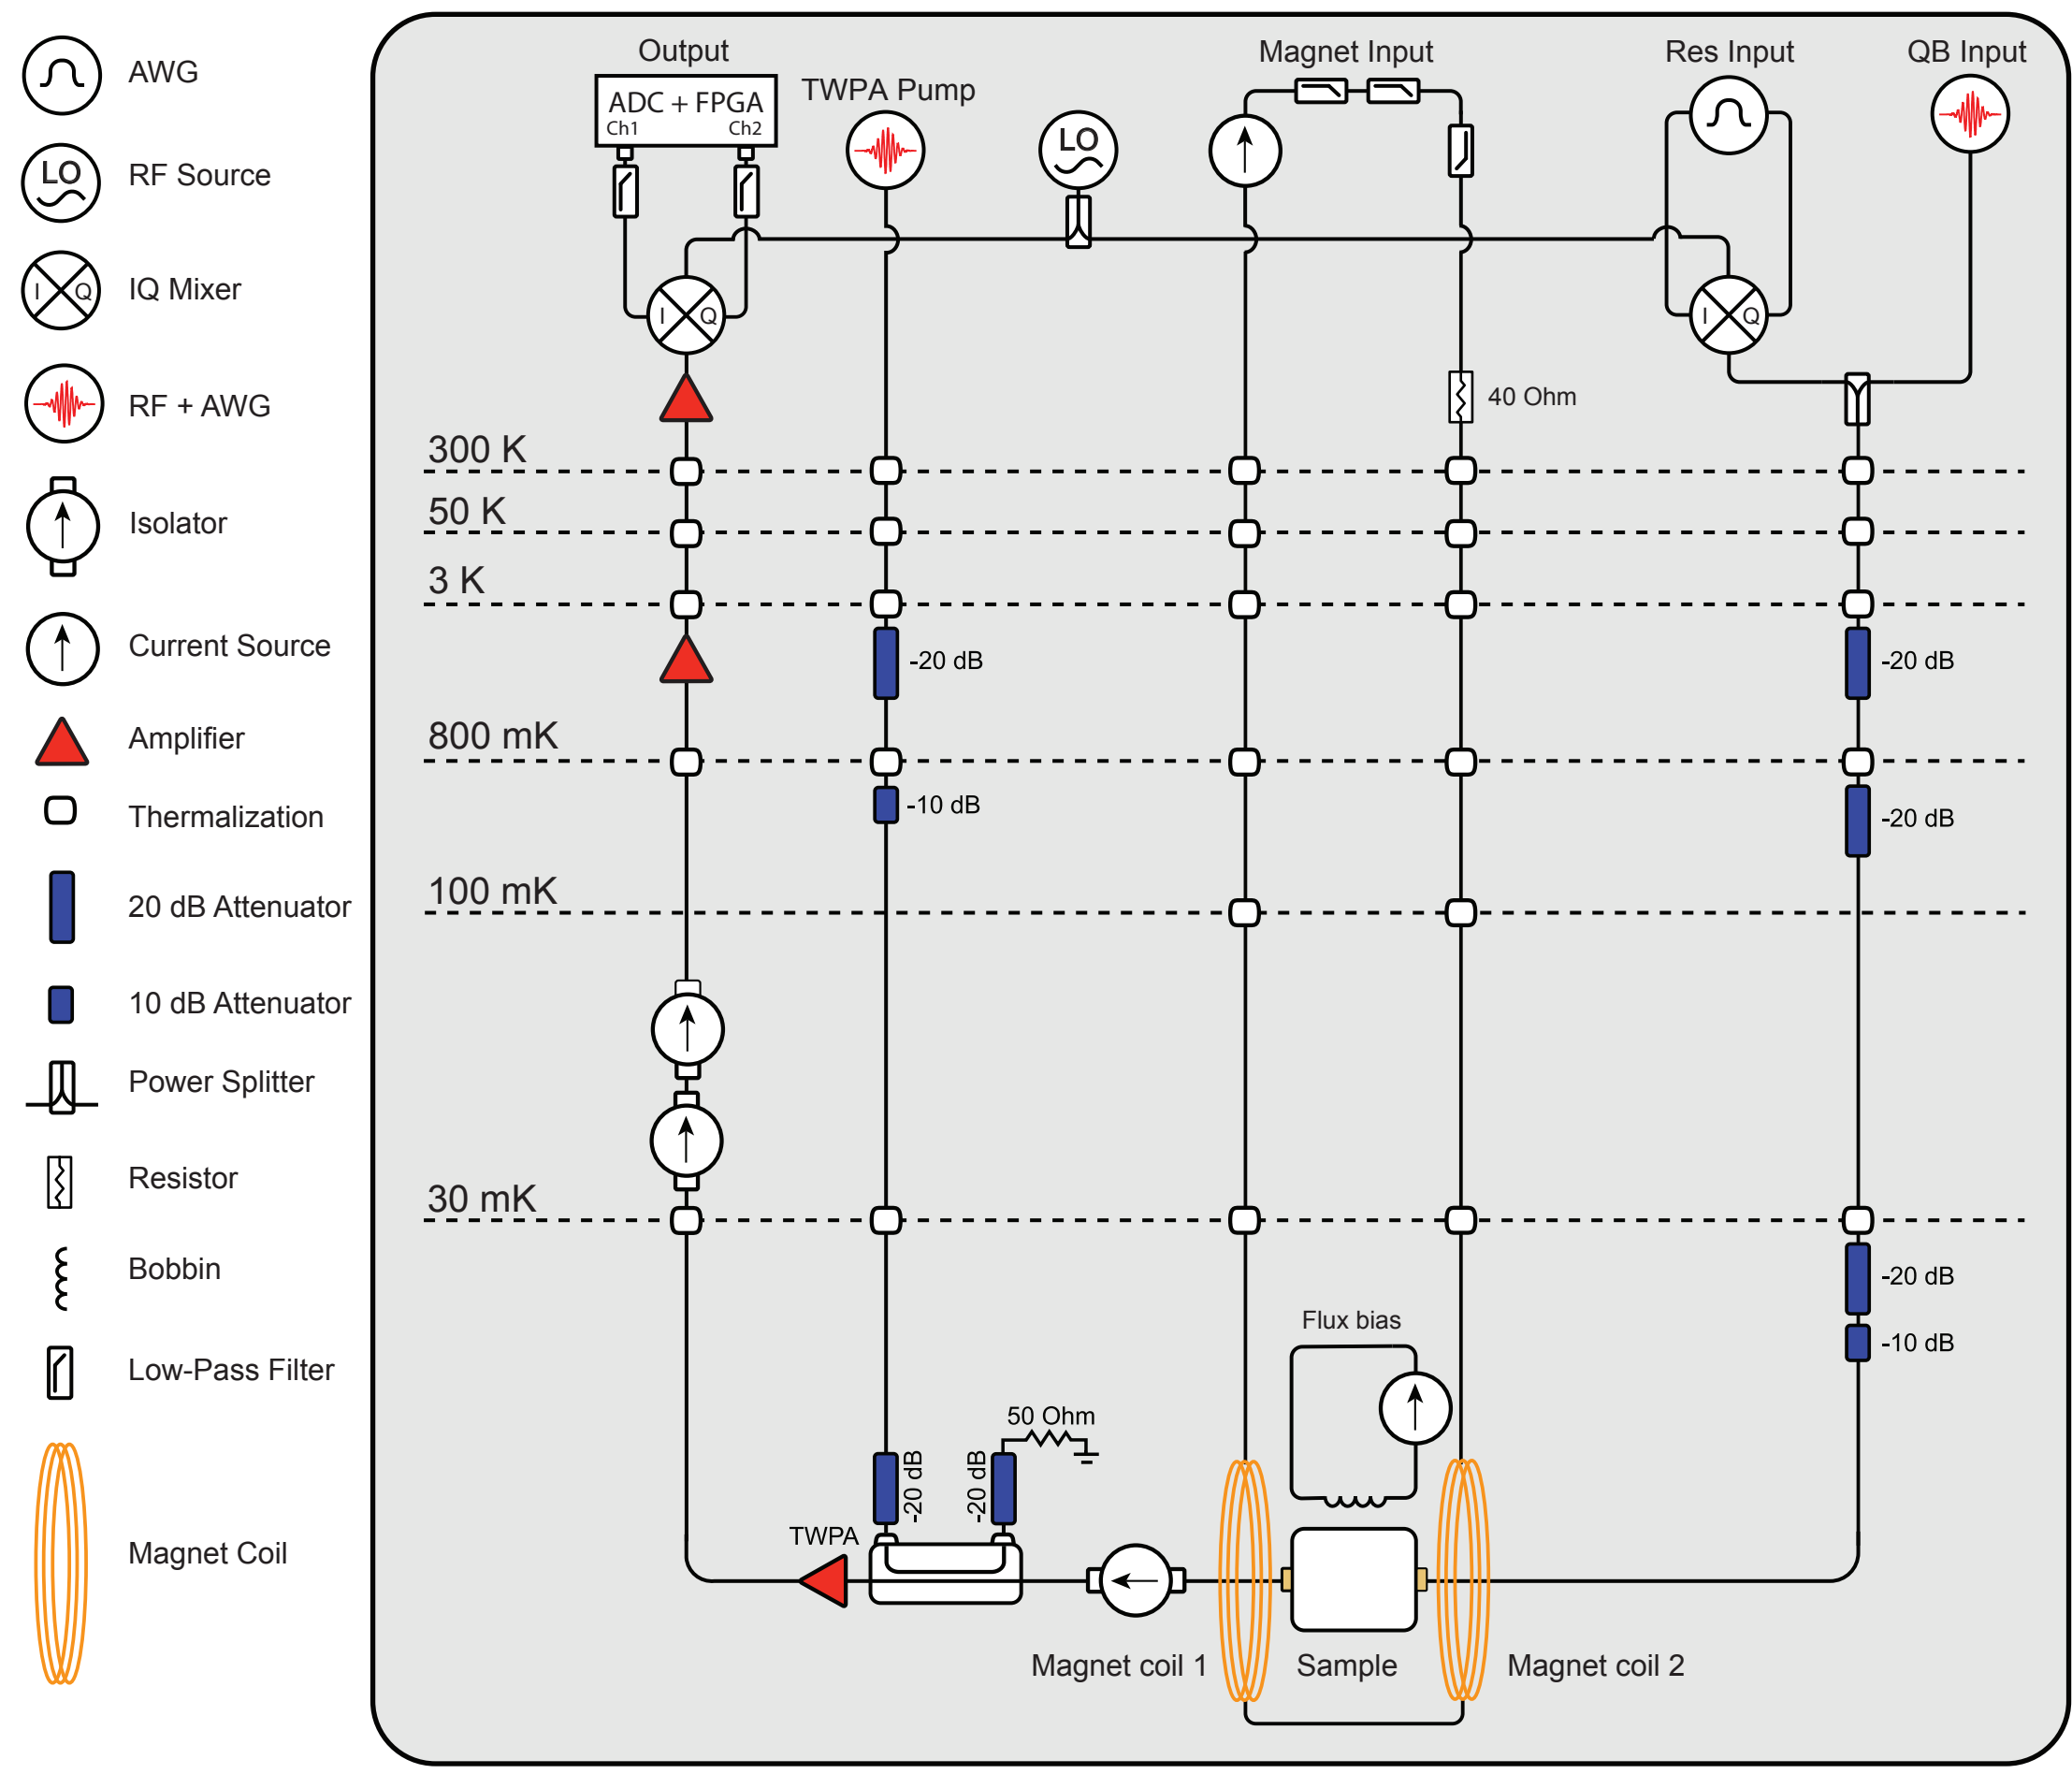 AWG
LO
RF Source
I Q
IQ Mixer
RF + AWG
Isolator
Current Source
Amplifier
Thermalization
20 dB Attenuator
10 dB Attenuator
Power Splitter
Resistor
Bobbin
Low-Pass Filter
Magnet Coil
Output
ADC + FPGA
Ch1 Ch2
TWPA Pump
LO
Magnet Input
Res Input
QB Input
I Q
I Q
40 Ohm
300 K
50 K
3 K
-20 dB
-20 dB
800 mK
-10 dB
-20 dB
100 mK
30 mK
-20 dB
-10 dB
Flux bias
50 Ohm
-20 dB
-20 dB
TWPA
Magnet coil 1
Sample
Magnet coil 2